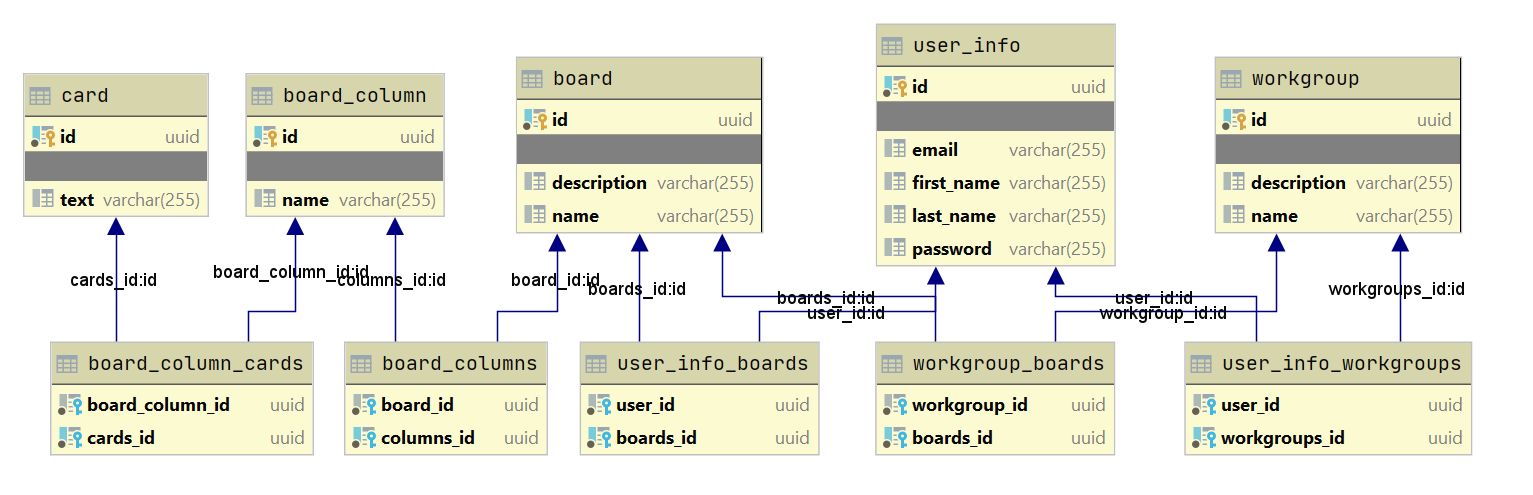 card
id uuid
text varchar(255)
board_column
id uuid
name varchar(255)
board
id uuid
description varchar(255)
name varchar(255)
user_info
id uuid
email varchar(255)
first_name varchar(255)
last_name varchar(255)
password varchar(255)
workgroup
id uuid
description varchar(255)
name varchar(255)
cards_id:id
board_column_id:id
columns_id:id
board_id:id
boards_id:id
boards_id:id
user_id:id
user_id:id
workgroup_id:id
workgroups_id:id
board_column_cards
board_column_id uuid
cards_id uuid
board_columns
board_id uuid
columns_id uuid
user_info_boards
user_id uuid
boards_id uuid
workgroup_boards
workgroup_id uuid
boards_id uuid
user_info_workgroups
user_id uuid
workgroups_id uuid